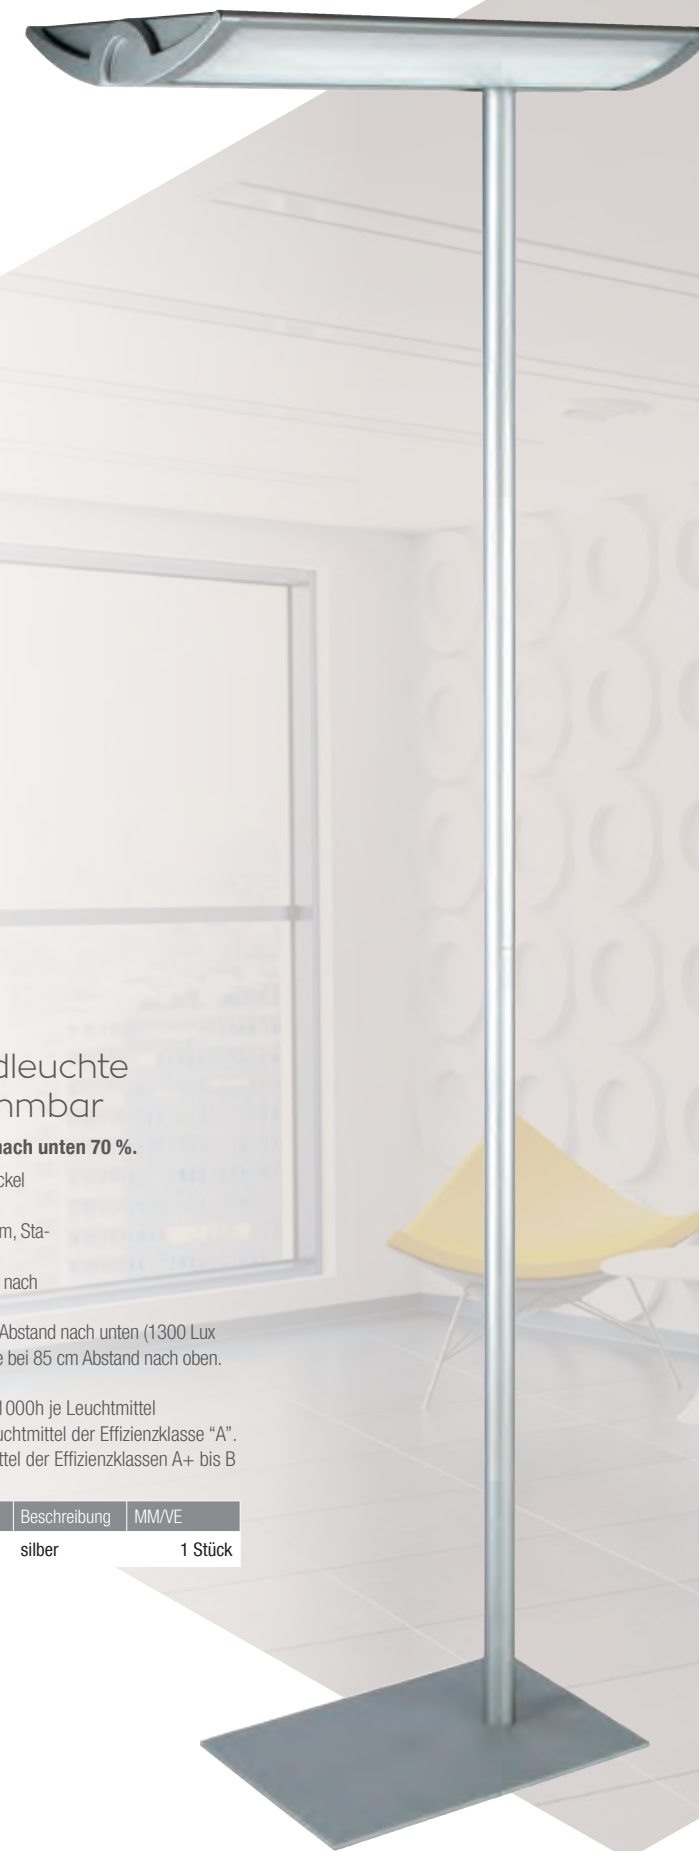 dleuchte
nmbar
nach unten 70 %.
ckel
m, Sta-
nach
Abstand nach unten (1300 Lux
e bei 85 cm Abstand nach oben.
1000h je Leuchtmittel
uchtmittel der Effizienzklasse “A”.
ttel der Effizienzklassen A+ bis B
Beschreibung MM/VE
silber 1 Stück